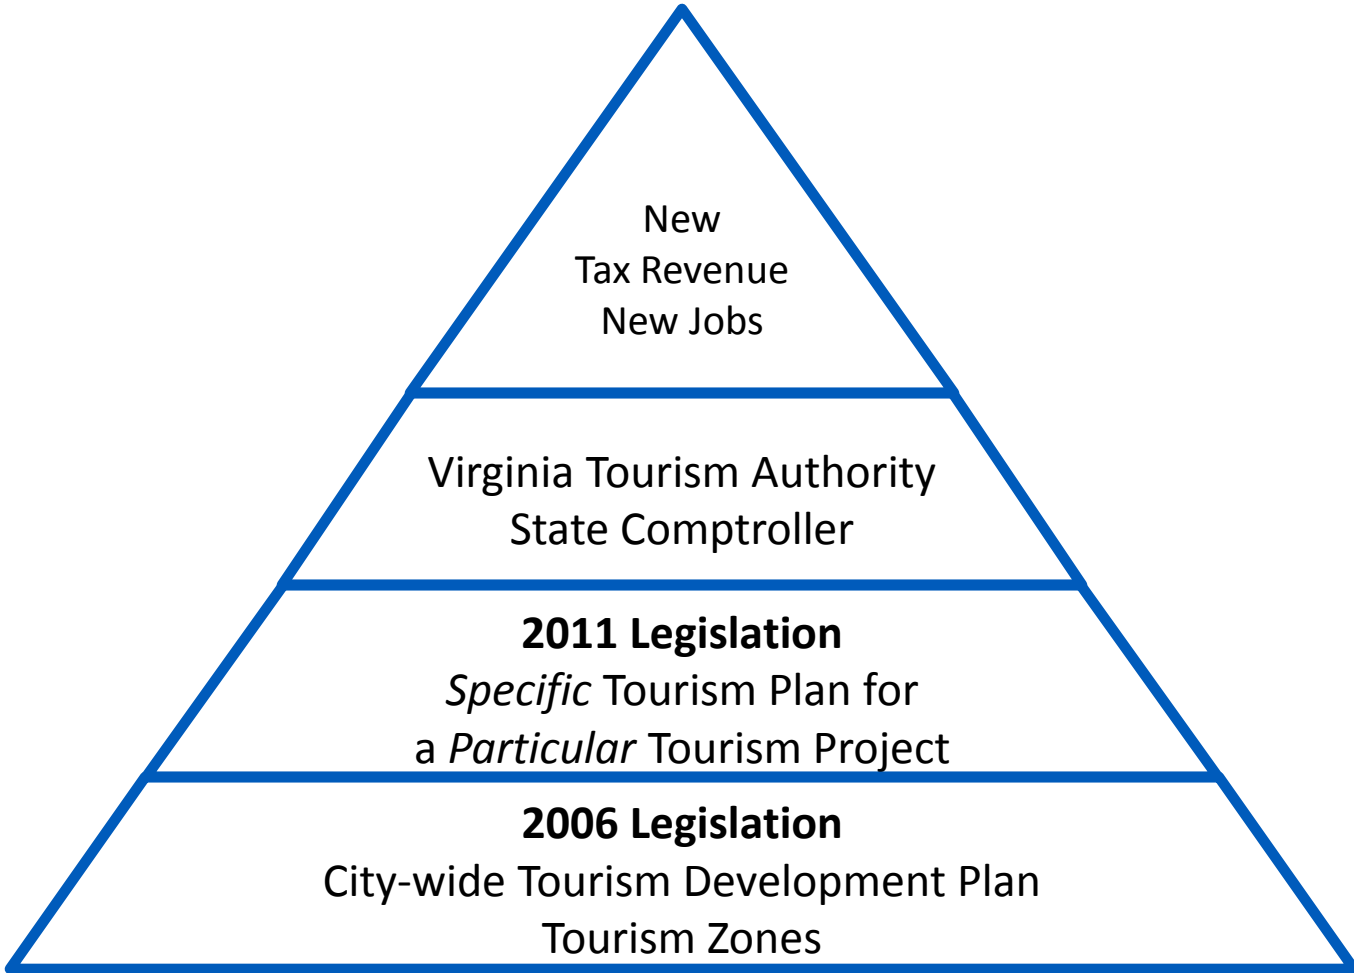 New
Tax Revenue
New Jobs
Virginia Tourism Authority
State Comptroller
2011 Legislation
Specific Tourism Plan for
a Particular Tourism Project
2006 Legislation
City-wide Tourism Development Plan
Tourism Zones